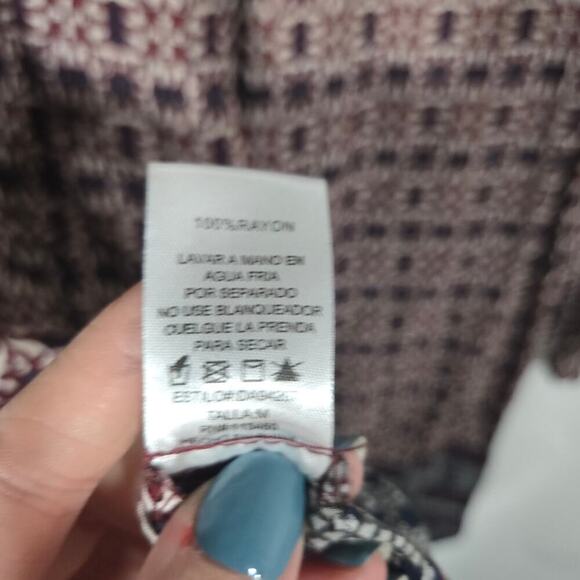 100% RAYON
LAVAR A MANO EN
AGUA FRIA
POR SEPARADO
NO USE BLANQUEADOR
CUELGUE LA PRENDA
PARA SECAR
TALLA:M